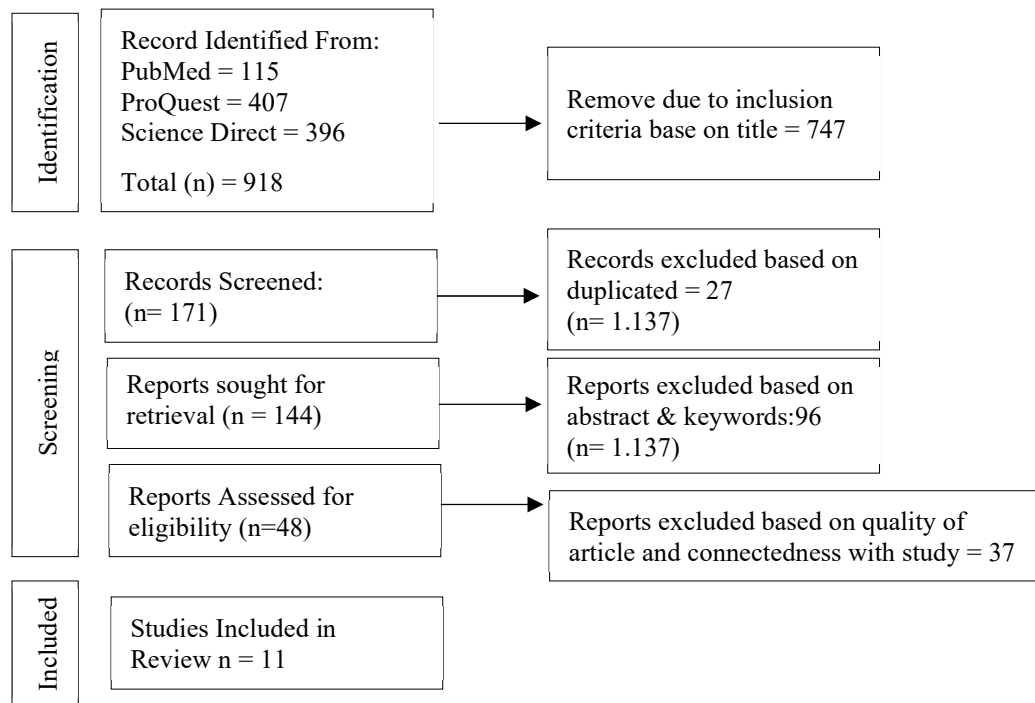 Identification
Record Identified From:
PubMed = 115
ProQuest = 407
Science Direct = 396
Total (n) = 918
Remove due to inclusion
criteria base on title = 747
Screening
Records Screened:
(n= 171)
Records excluded based on
duplicated = 27
(n= 1.137)
Reports sought for
retrieval (n = 144)
Reports excluded based on
abstract & keywords:96
(n= 1.137)
Reports Assessed for
eligibility (n=48)
Reports excluded based on quality of
article and connectedness with study = 37
Included
Studies Included in
Review n = 11